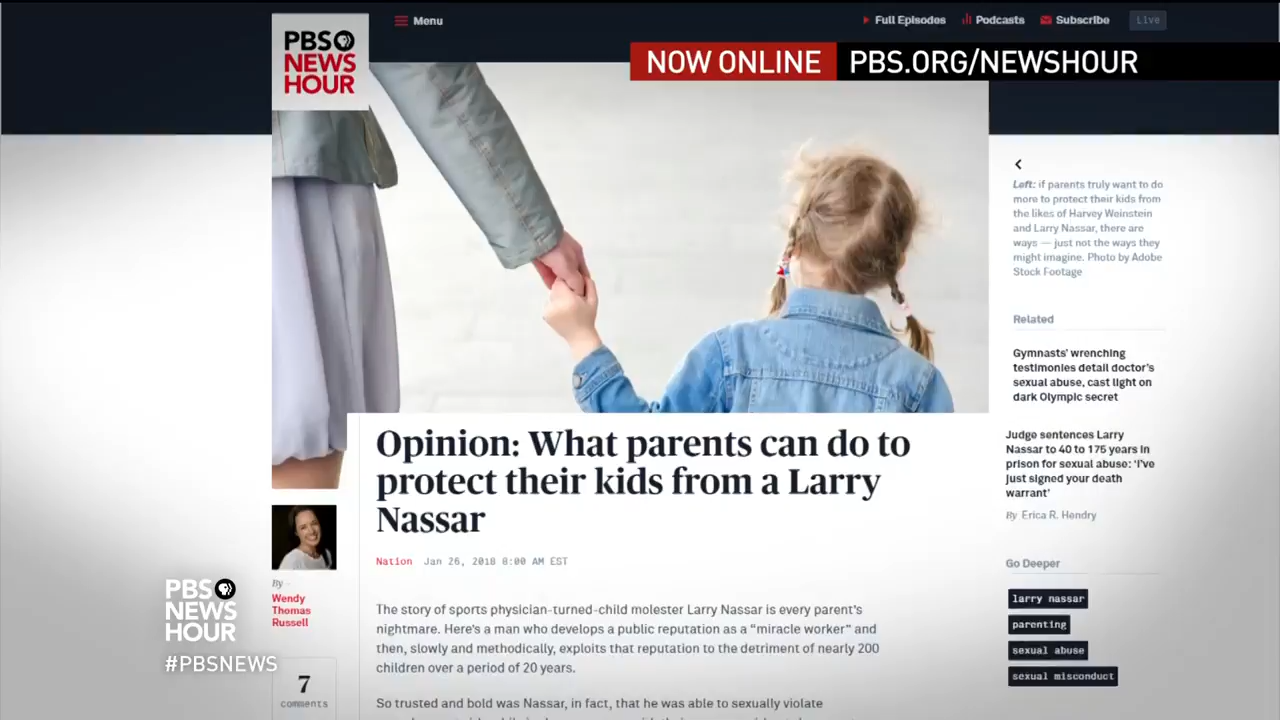 PBS
NEWS
HOUR
Menu
Full Episodes
Podcasts
Subscribe
Live
NOW ONLINE
PBS.ORG/NEWSHOUR
Left: if parents truly want to do
more to protect their kids from
the likes of Harvey Weinstein
and Larry Nassar, there are
ways — just not the ways they
might imagine. Photo by Adobe
Stock Footage
Related
Gymnasts' wrenching
testimonies detail doctor's
sexual abuse, cast light on
dark Olympic secret
Judge sentences Larry
Nassar to 40 to 175 years in
prison for sexual abuse: 'I've
just signed your death
warrant'
By Erica R. Hendry
Go Deeper
larry nassar
parenting
sexual abuse
sexual misconduct
Opinion: What parents can do to
protect their kids from a Larry
Nassar
Nation Jan 26, 2018 8:00 AM EST
By -
Wendy
Thomas
Russell
7
comments
The story of sports physician-turned-child molester Larry Nassar is every parent's
nightmare. Here's a man who develops a public reputation as a "miracle worker" and
then, slowly and methodically, exploits that reputation to the detriment of nearly 200
children over a period of 20 years.
So trusted and bold was Nassar, in fact, that he was able to sexually violate
PBS
NEWS
HOUR
#PBSNEWS